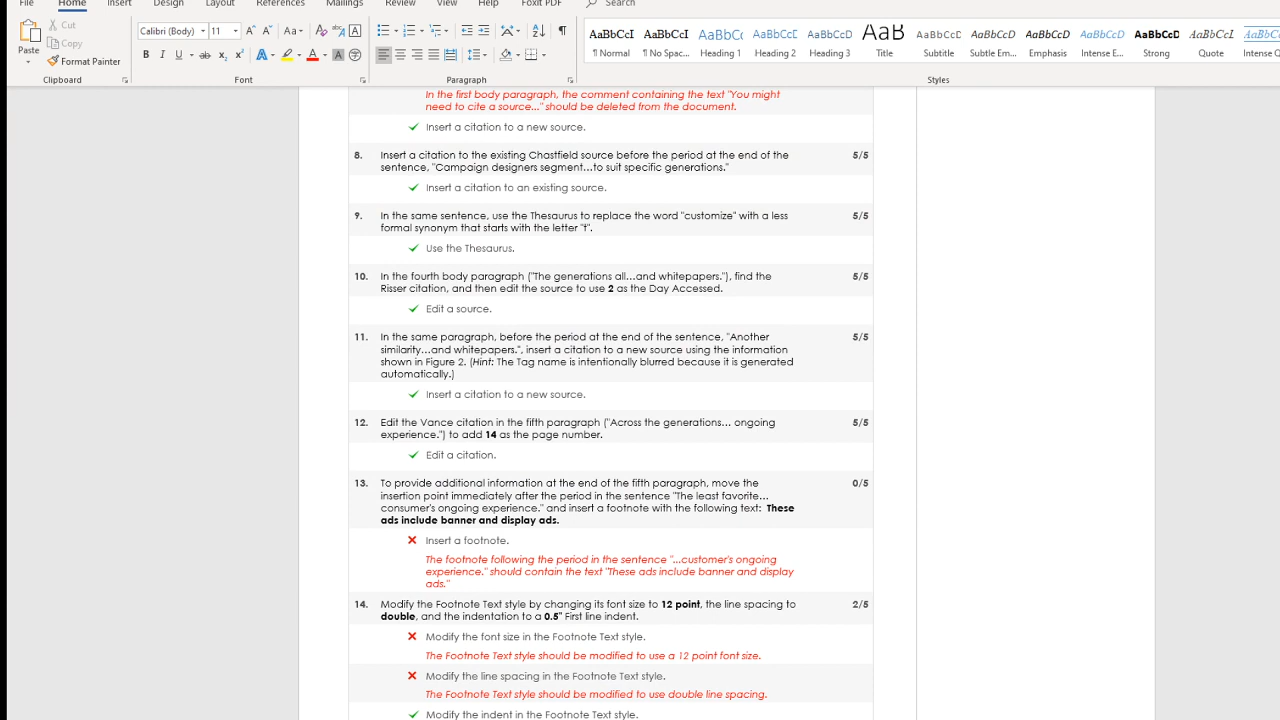 File Home Insert Design Layout References Mailings Review View Help Foxit PDF Search
Cut
Copy
Paste
Format Painter
Clipboard
Calibri (Body) 11
Font
Paragraph
AaBbCcI AaBbCcI AaBbC( AaBbCcI AaBbCcI AaB AaBbCcI AaBbCcI AaBbCcI AaBbCcI AaBbCcI AaBbCcI AaBbCcI
¶ Normal ¶ No Spac... Heading 1 Heading 2 Heading 3 Title Subtitle Subtle Em... Emphasis Intense E... Strong Quote Intense
Styles
In the first body paragraph, the comment containing the text "You might
need to cite a source..." should be deleted from the document.
Insert a citation to a new source.
8. Insert a citation to the existing Chastfield source before the period at the end of the 5/5
sentence, "Campaign designers segment…to suit specific generations."
Insert a citation to an existing source.
9. In the same sentence, use the Thesaurus to replace the word "customize" with a less 5/5
formal synonym that starts with the letter "t".
Use the Thesaurus.
10. In the fourth body paragraph ("The generations all…and whitepapers."), find the 5/5
Risser citation, and then edit the source to use 2 as the Day Accessed.
Edit a source.
11. In the same paragraph, before the period at the end of the sentence, "Another 5/5
similarity…and whitepapers.", insert a citation to a new source using the information
shown in Figure 2. (Hint: The Tag name is intentionally blurred because it is generated
automatically.)
Insert a citation to a new source.
12. Edit the Vance citation in the fifth paragraph ("Across the generations… ongoing 5/5
experience.") to add 14 as the page number.
Edit a citation.
13. To provide additional information at the end of the fifth paragraph, move the 0/5
insertion point immediately after the period in the sentence "The least favorite…
consumer's ongoing experience." and insert a footnote with the following text: These
ads include banner and display ads.
Insert a footnote.
The footnote following the period in the sentence "...customer's ongoing
experience." should contain the text "These ads include banner and display
ads."
14. Modify the Footnote Text style by changing its font size to 12 point, the line spacing to 2/5
double, and the indentation to a 0.5" First line indent.
Modify the font size in the Footnote Text style.
The Footnote Text style should be modified to use a 12 point font size.
Modify the line spacing in the Footnote Text style.
The Footnote Text style should be modified to use double line spacing.
Modify the indent in the Footnote Text style.